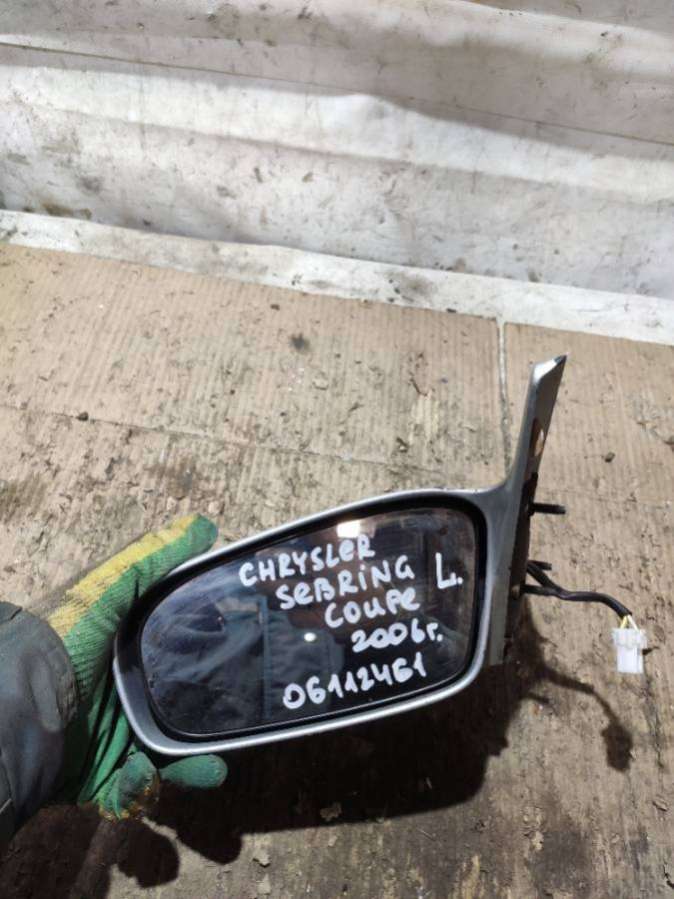 CHRYSLER
SEBRING L.
COUPE
2006г.
06112461